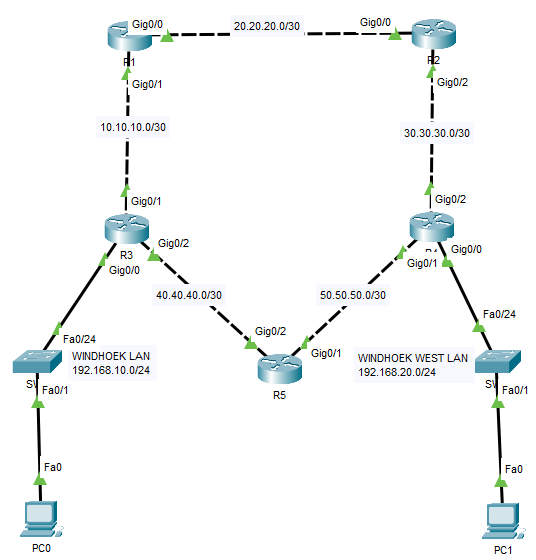 Gig0/0
20.20.20.0/30
Gig0/0
R1
R2
Gig0/1
Gig0/2
10.10.10.0/30
30.30.30.0/30
Gig0/1
Gig0/2
R3
Gig0/2
Gig0/0
Gig0/0
Gig0/1
40.40.40.0/30
50.50.50.0/30
Fa0/24
Gig0/2
Gig0/1
Fa0/24
WINDHOEK LAN
192.168.10.0/24
R5
WINDHOEK WEST LAN
192.168.20.0/24
Fa0/1
Fa0/1
Fa0
Fa0
PC0
PC1